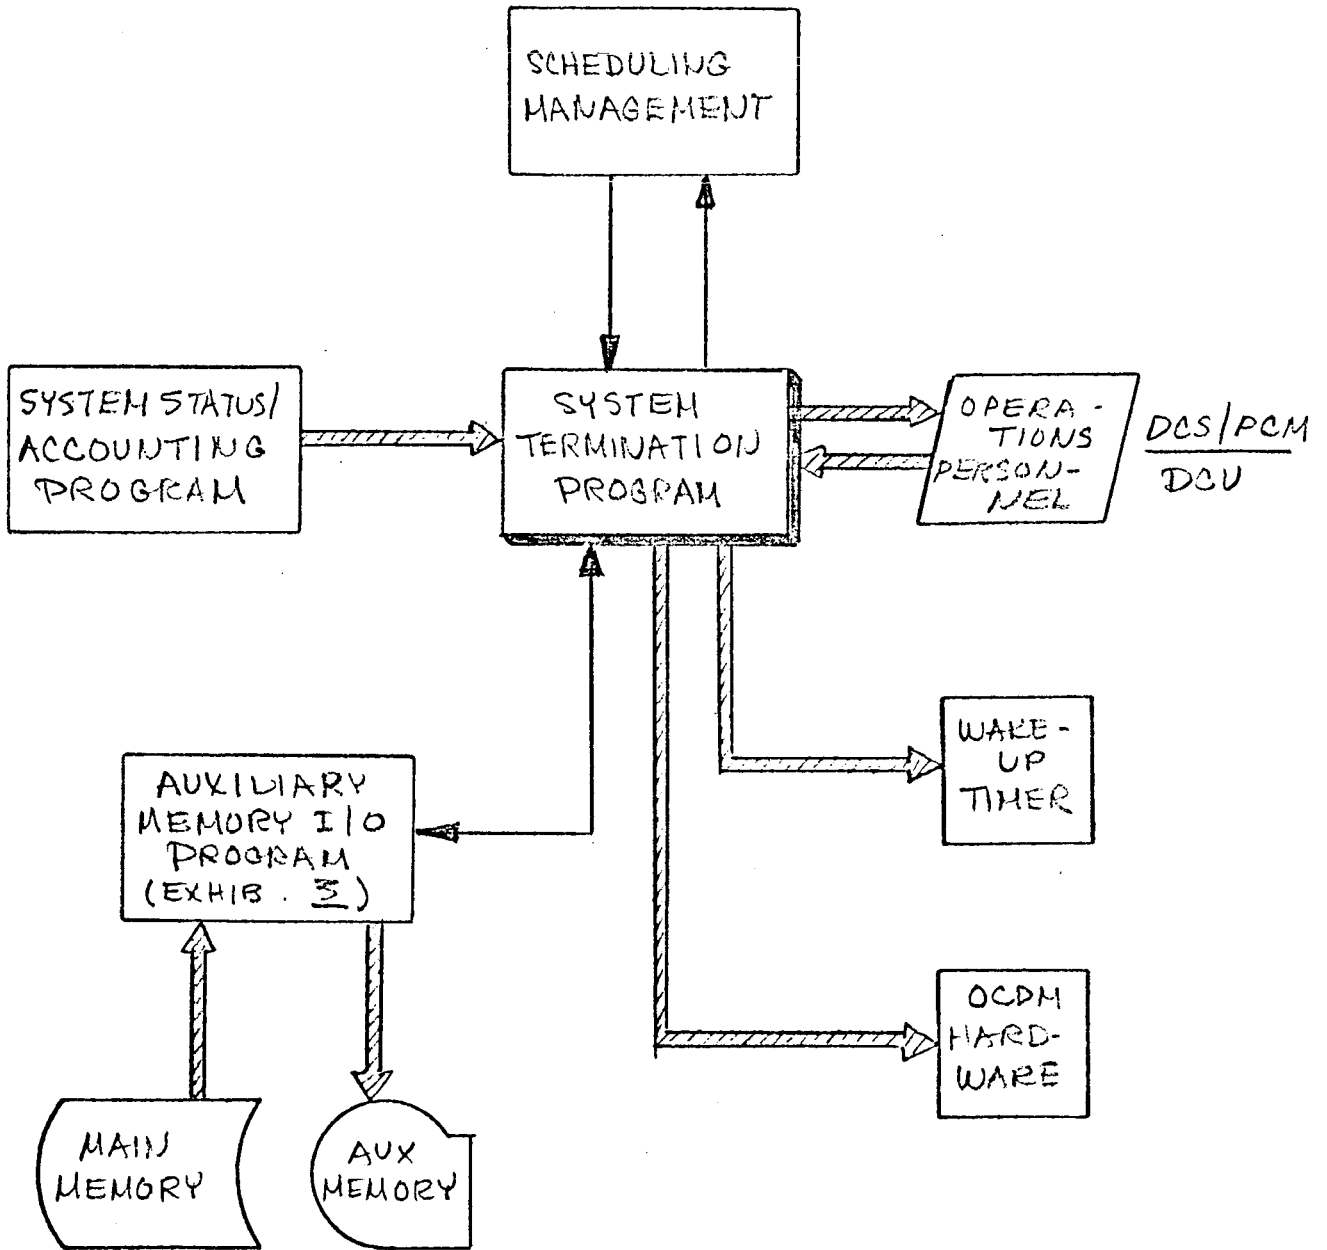 SCHEDULING
MANAGEMENT
SYSTEM STATUS/
ACCOUNTING
PROGRAM
SYSTEM
TERMINATION
PROGRAM
OPERA-
TIONS
PERSON-
NEL
DCS/PCM
DCU
WAKE-
UP
TIMER
AUXILIARY
MEMORY I/O
PROGRAM
(EXHIB. 3)
OCDM
HARD-
WARE
MAIN
MEMORY
AUX
MEMORY